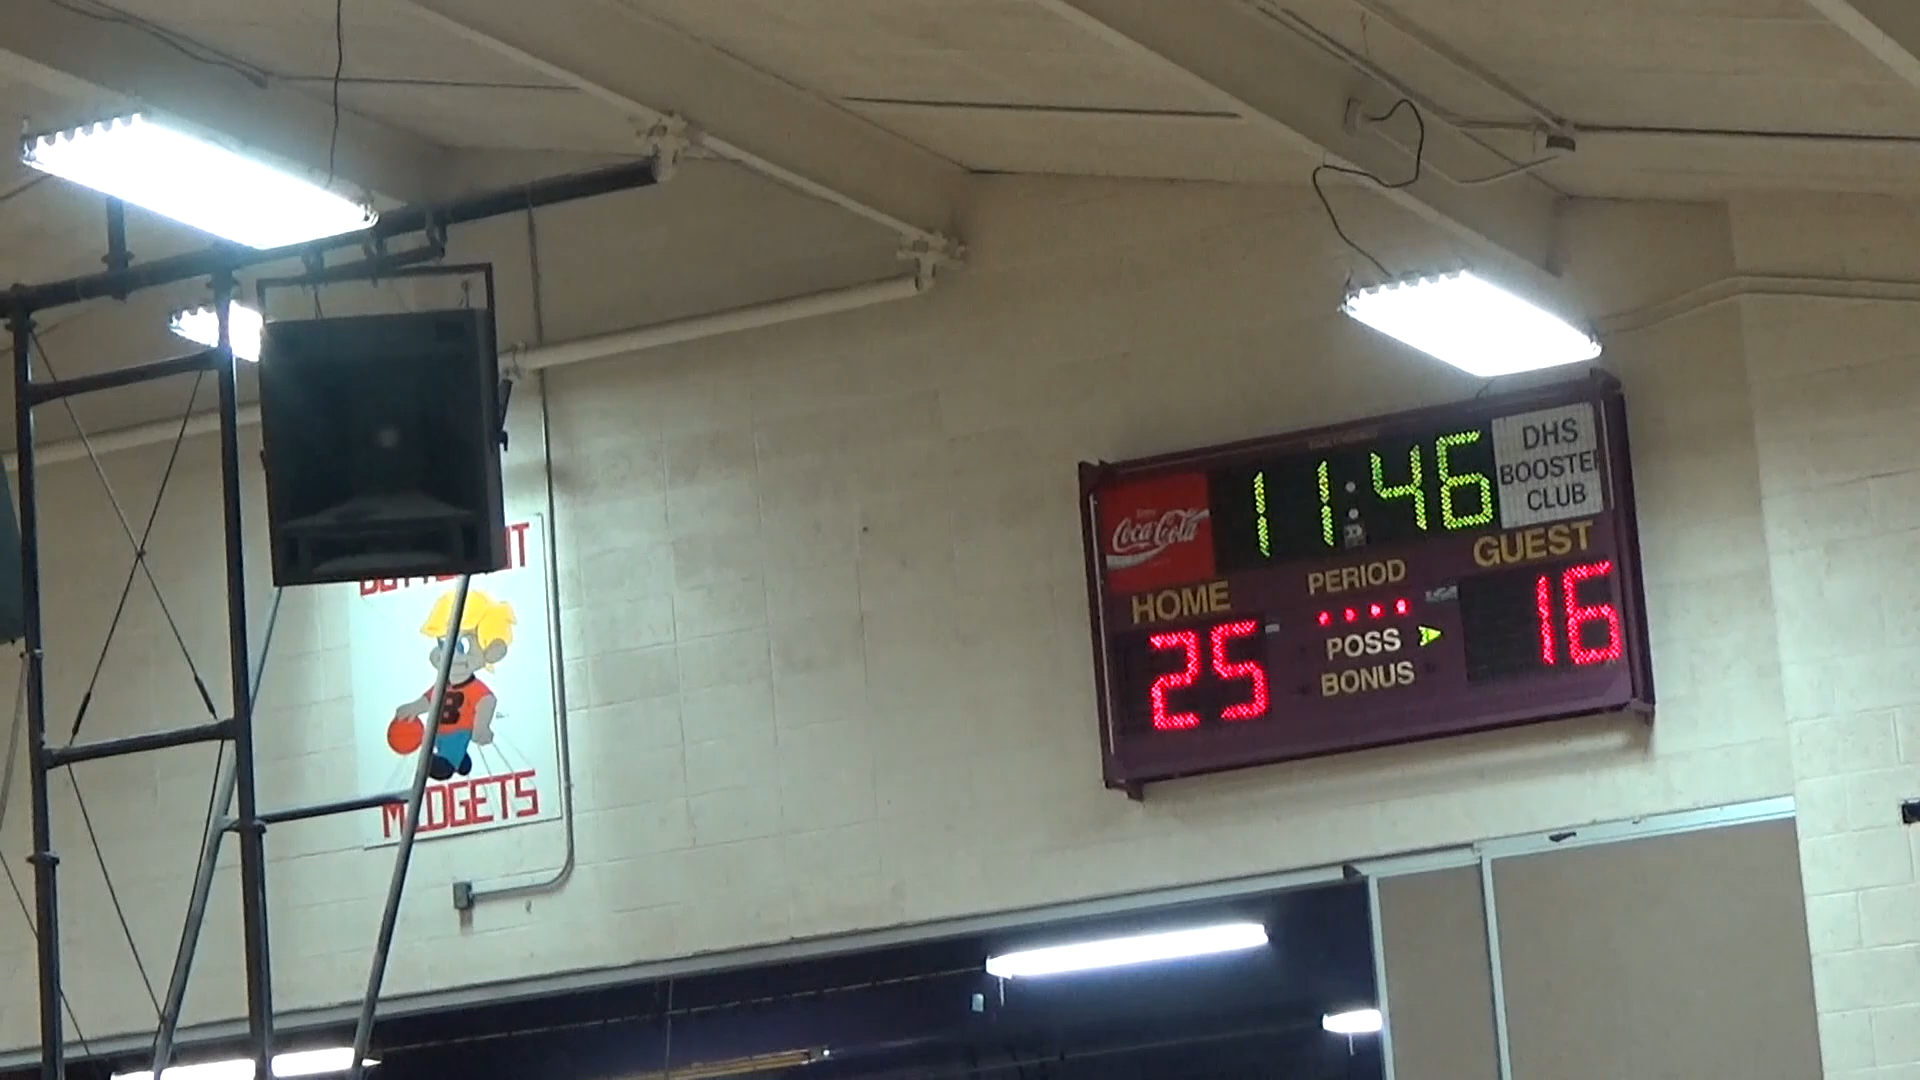 11:46
DHS
BOOSTER
CLUB
Coca-Cola
HOME
PERIOD
GUEST
25
POSS
16
BONUS
B
MIDGETS